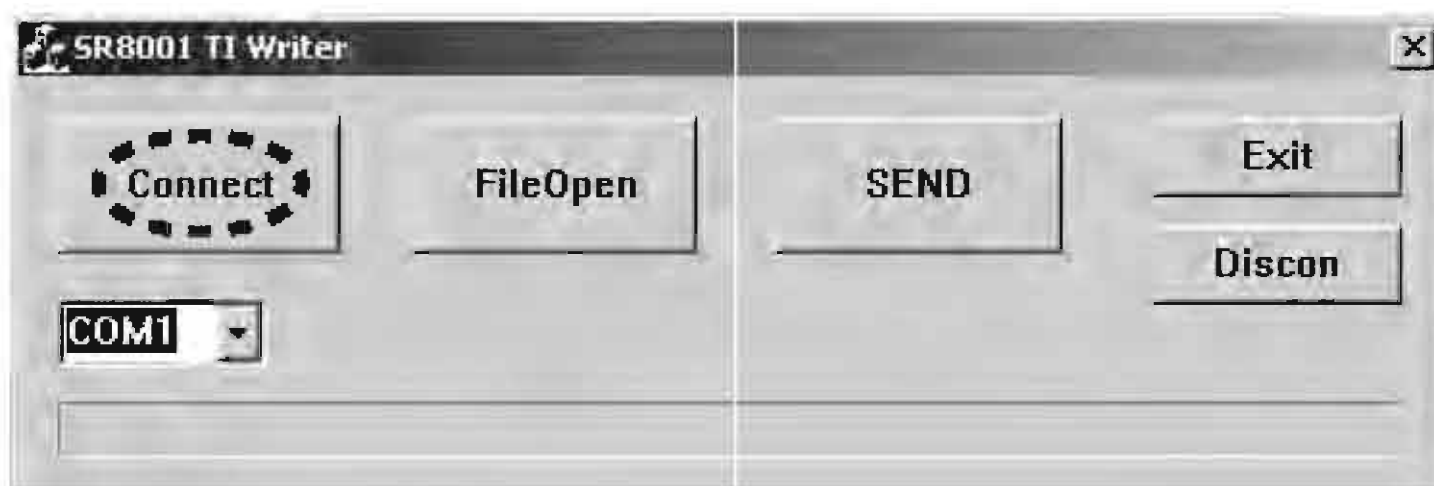 SR8001 TI Writer
Connect FileOpen SEND Exit
Discon
COM1